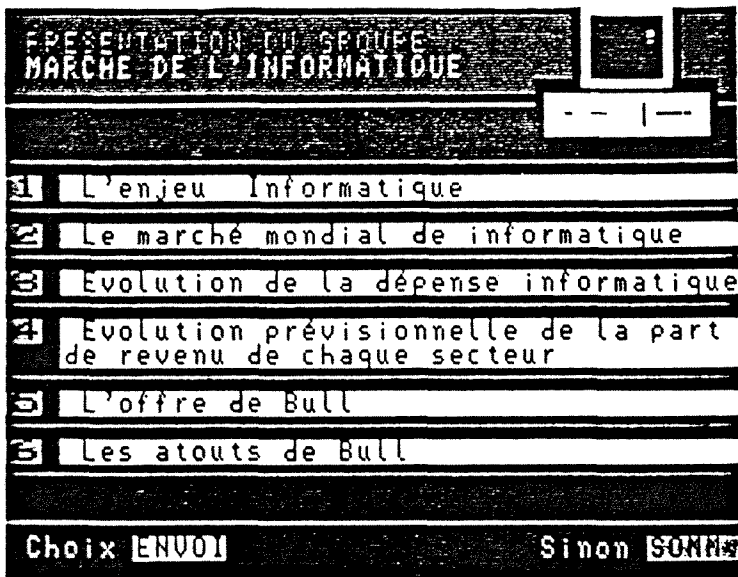 PRESENTATION DU GROUPE
MARCHE DE L'INFORMATIQUE
1 L'enjeu Informatique
2 Le marché mondial de informatique
3 Evolution de la dépense informatique
4 Evolution prévisionnelle de la part
de revenu de chaque secteur
5 L'offre de Bull
6 Les atouts de Bull
Choix ENVOI Sinon SOMM*